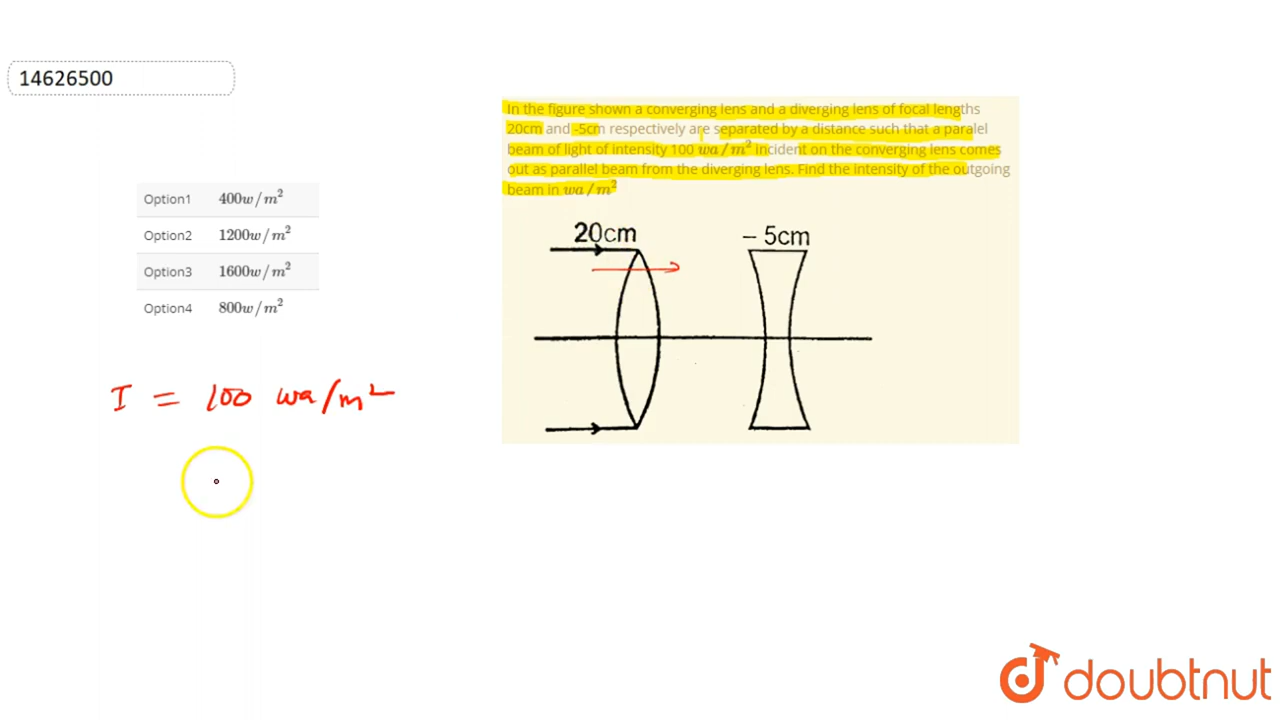 14626500
In the figure shown a converging lens and a diverging lens of focal lengths
20cm and -5cm respectively are separated by a distance such that a paralel
beam of light of intensity 100 wa/m² incident on the converging lens comes
out as parallel beam from the diverging lens. Find the intensity of the outgoing
beam in wa/m²
Option1 400w/m²
Option2 1200w/m²
Option3 1600w/m²
Option4 800w/m²
20cm
– 5cm
I = 100 wa/m²
doubtnut